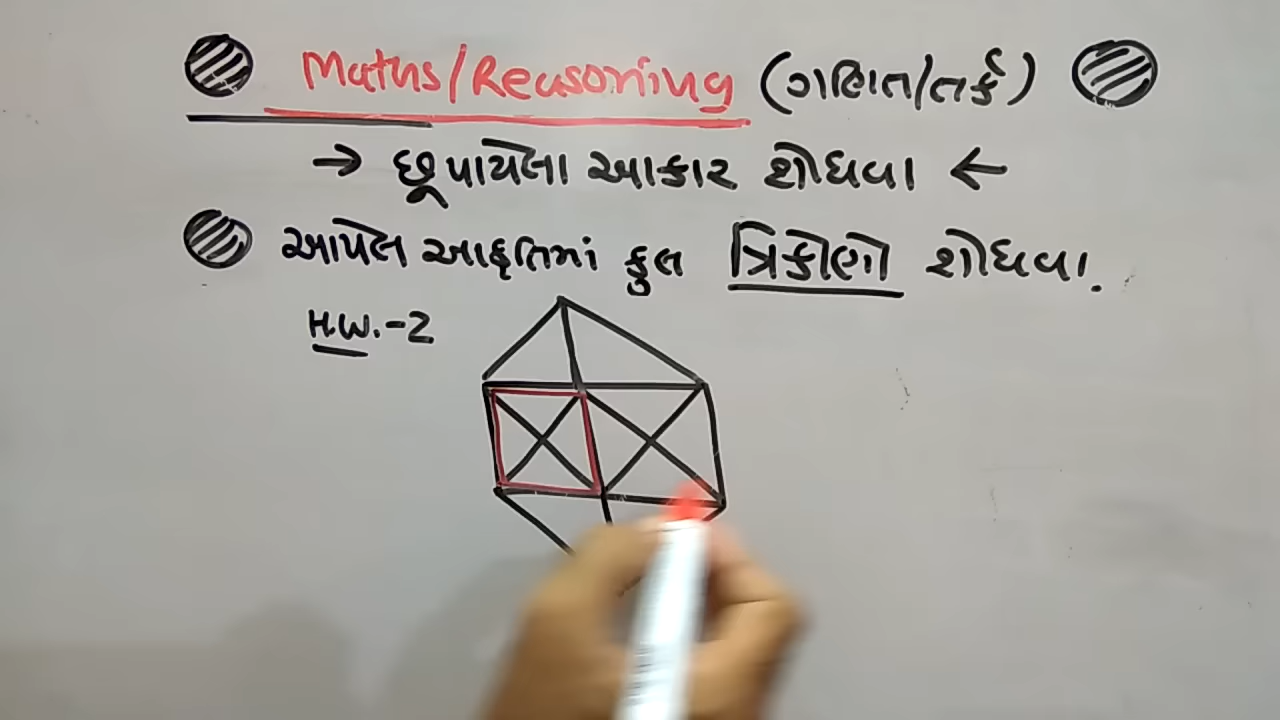 Maths/Reasoning (ગણિત/તર્ક)
→ છૂપાયેલા આકાર શોધવા ←
આપેલ આકૃતિમાં કુલ ત્રિકોણો શોધવા.
H.W.-2